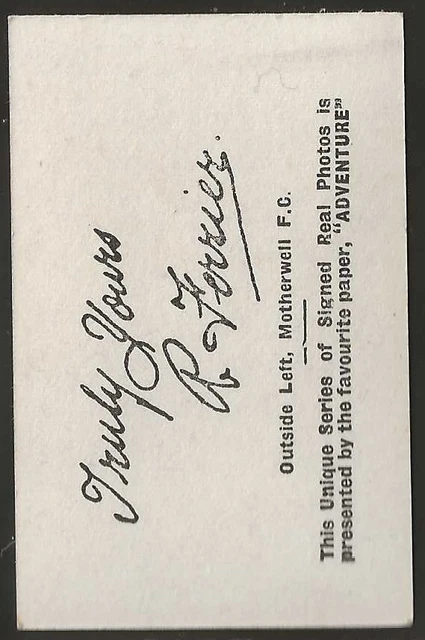 Truly Yours
R. Ferrier.
Outside Left, Motherwell F.C.
This Unique Series of Signed Real Photos is
presented by the favourite paper, "ADVENTURE"